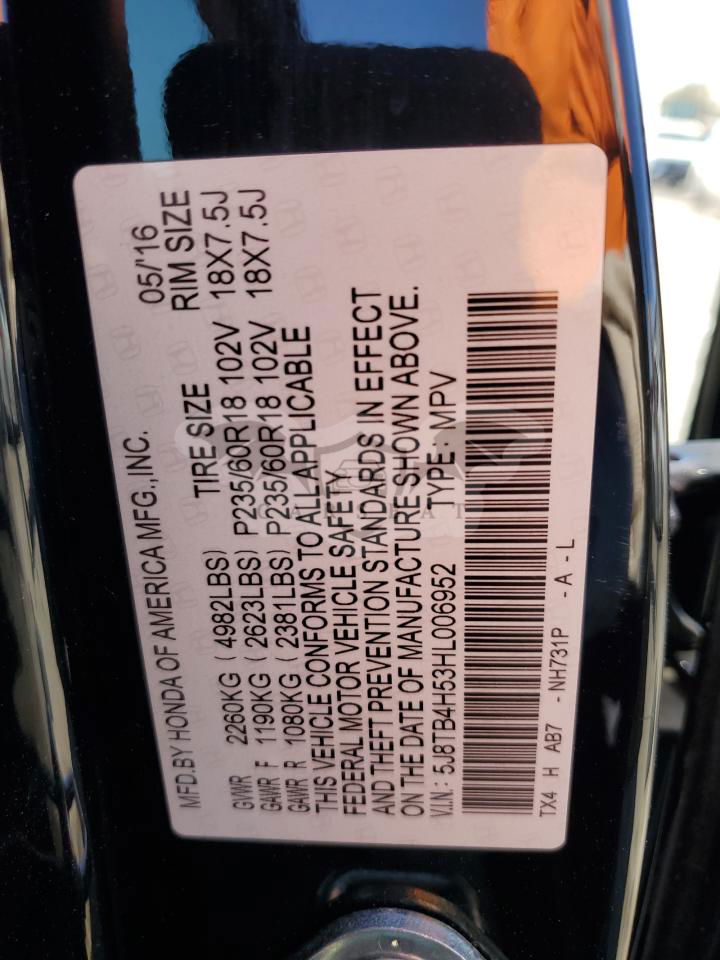 MFD.BY HONDA OF AMERICA MFG.,INC. 05/'16
TIRE SIZE RIM SIZE
GVWR 2260KG ( 4982LBS)
GAWR F 1190KG ( 2623LBS) P235/60R18 102V 18X7.5J
GAWR R 1080KG ( 2381LBS) P235/60R18 102V 18X7.5J
THIS VEHICLE CONFORMS TO ALL APPLICABLE
FEDERAL MOTOR VEHICLE SAFETY
AND THEFT PREVENTION STANDARDS IN EFFECT
ON THE DATE OF MANUFACTURE SHOWN ABOVE.
V.I.N.: 5J8TB4H53HL006952 TYPE: MPV
TX4 H AB7 - NH731P - A - L